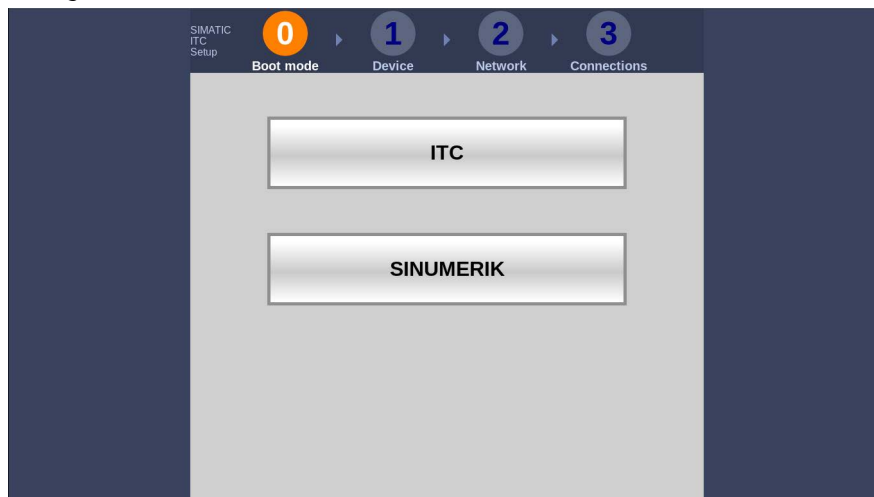 SIMATIC
ITC
Setup
0
1
2
3
Boot mode
Device
Network
Connections
ITC
SINUMERIK